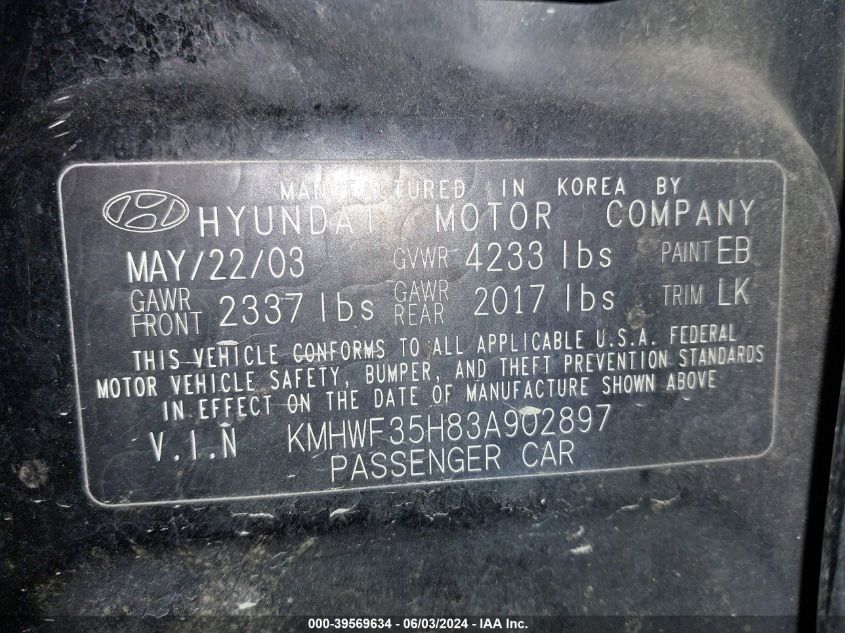 MANUFACTURED IN KOREA BY
HYUNDAI MOTOR COMPANY
MAY/22/03 GVWR 4233 lbs PAINT EB
GAWR FRONT 2337 lbs GAWR REAR 2017 lbs TRIM LK
THIS VEHICLE CONFORMS TO ALL APPLICABLE U.S.A. FEDERAL
MOTOR VEHICLE SAFETY, BUMPER, AND THEFT PREVENTION STANDARDS
IN EFFECT ON THE DATE OF MANUFACTURE SHOWN ABOVE
V.I.N KMHWF35H83A902897
PASSENGER CAR
000-39569634 - 06/03/2024 - IAA Inc.